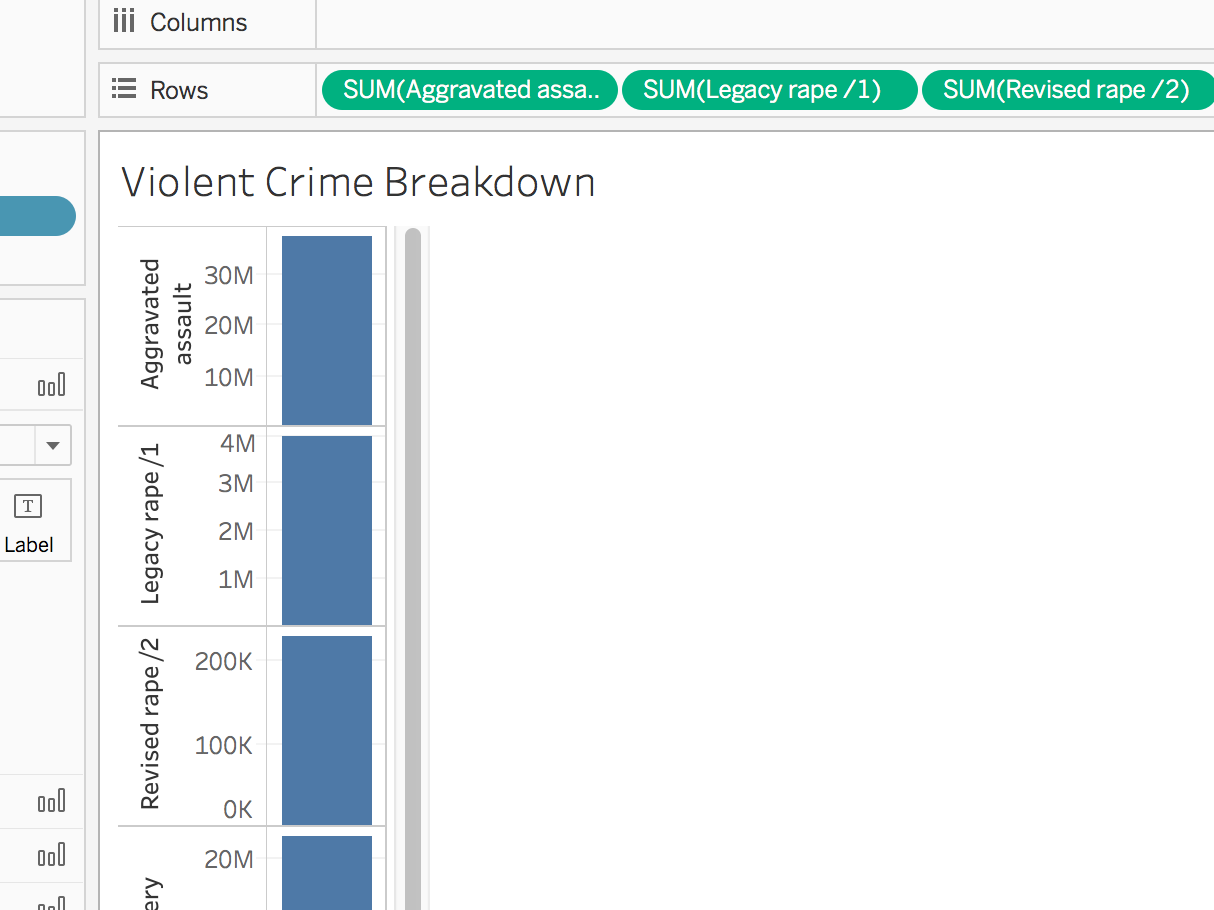 Columns
Rows
SUM(Aggravated assa..
SUM(Legacy rape /1)
SUM(Revised rape /2)
Violent Crime Breakdown
Aggravated
assault
30M
20M
10M
Legacy rape /1
4M
3M
2M
1M
Revised rape /2
200K
100K
0K
ery
20M
T
Label